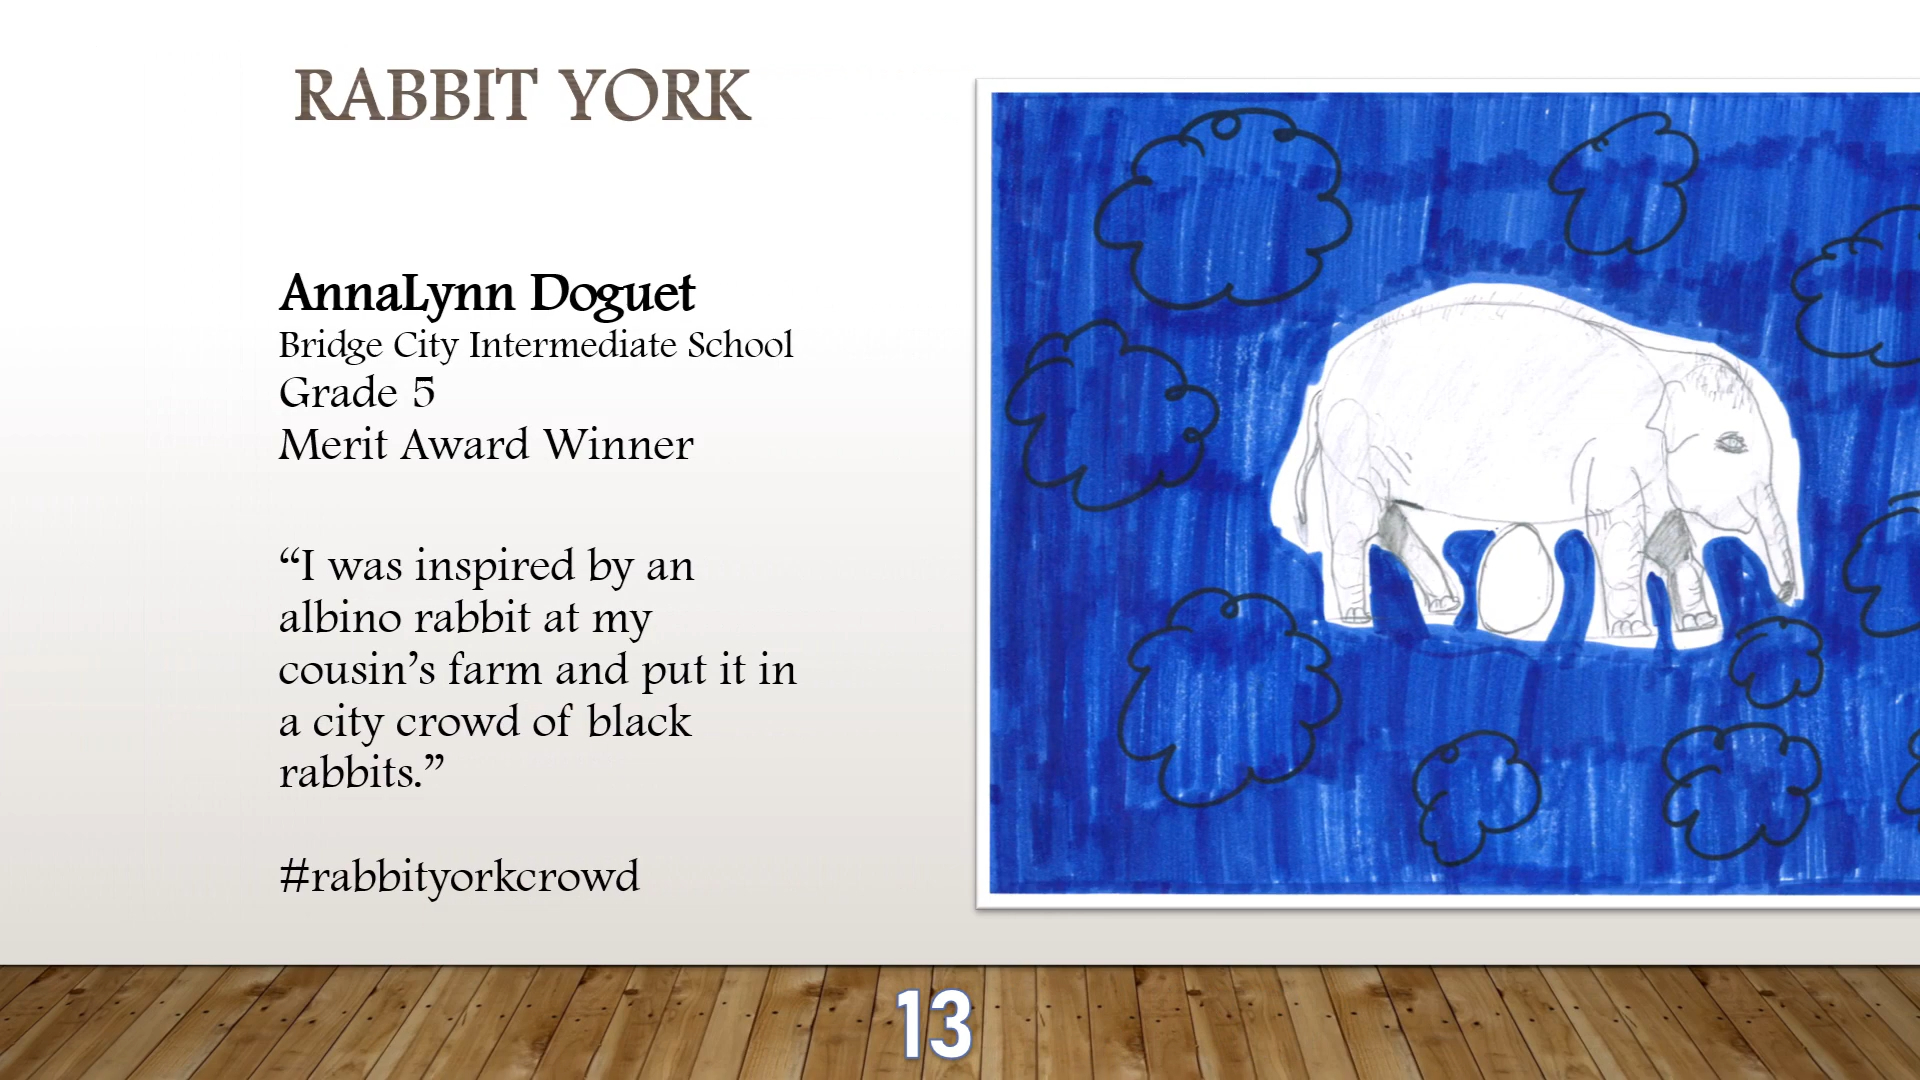 RABBIT YORK
AnnaLynn Doguet
Bridge City Intermediate School
Grade 5
Merit Award Winner
“I was inspired by an
albino rabbit at my
cousin’s farm and put it in
a city crowd of black
rabbits.”
#rabbityorkcrowd
13